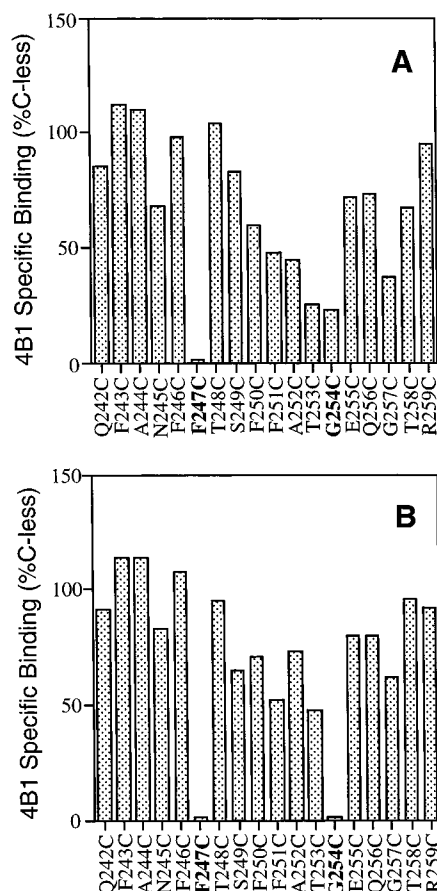 150
100
50
0
4B1 Specific Binding (%C-less)
A
Q242C
F243C
A244C
N245C
F246C
F247C
T248C
S249C
F250C
F251C
A252C
T253C
G254C
E255C
Q256C
G257C
T258C
R259C
150
100
50
0
4B1 Specific Binding (%C-less)
B
Q242C
F243C
A244C
N245C
F246C
F247C
T248C
S249C
F250C
F251C
A252C
T253C
G254C
E255C
Q256C
G257C
T258C
R259C